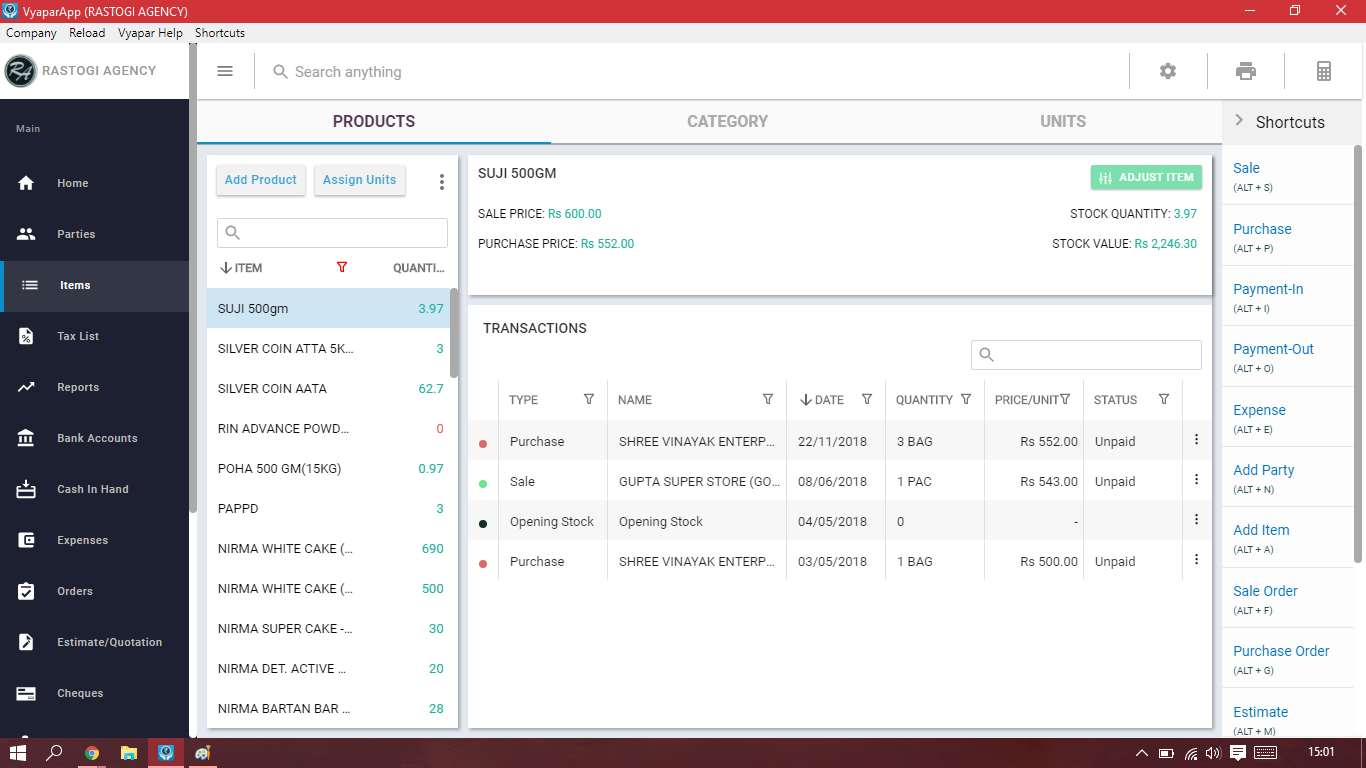 VyaparApp (RASTOGI AGENCY)
Company Reload Vyapar Help Shortcuts
RA RASTOGI AGENCY
Search anything
Main
Home
Parties
Items
Tax List
Reports
Bank Accounts
Cash In Hand
Expenses
Orders
Estimate/Quotation
Cheques
PRODUCTS CATEGORY UNITS
Add Product Assign Units
ITEM QUANTI...
SUJI 500gm 3.97
SILVER COIN ATTA 5K... 3
SILVER COIN AATA 62.7
RIN ADVANCE POWD... 0
POHA 500 GM(15KG) 0.97
PAPPD 3
NIRMA WHITE CAKE (... 690
NIRMA WHITE CAKE (... 500
NIRMA SUPER CAKE -... 30
NIRMA DET. ACTIVE ... 20
NIRMA BARTAN BAR ... 28
SUJI 500GM
ADJUST ITEM
SALE PRICE: Rs 600.00 STOCK QUANTITY: 3.97
PURCHASE PRICE: Rs 552.00 STOCK VALUE: Rs 2,246.30
TRANSACTIONS
TYPE NAME DATE QUANTITY PRICE/UNIT STATUS
Purchase SHREE VINAYAK ENTERP... 22/11/2018 3 BAG Rs 552.00 Unpaid
Sale GUPTA SUPER STORE (GO... 08/06/2018 1 PAC Rs 543.00 Unpaid
Opening Stock Opening Stock 04/05/2018 0 -
Purchase SHREE VINAYAK ENTERP... 03/05/2018 1 BAG Rs 500.00 Unpaid
Shortcuts
Sale
(ALT + S)
Purchase
(ALT + P)
Payment-In
(ALT + I)
Payment-Out
(ALT + O)
Expense
(ALT + E)
Add Party
(ALT + N)
Add Item
(ALT + A)
Sale Order
(ALT + F)
Purchase Order
(ALT + G)
Estimate
(ALT + M)
15:01